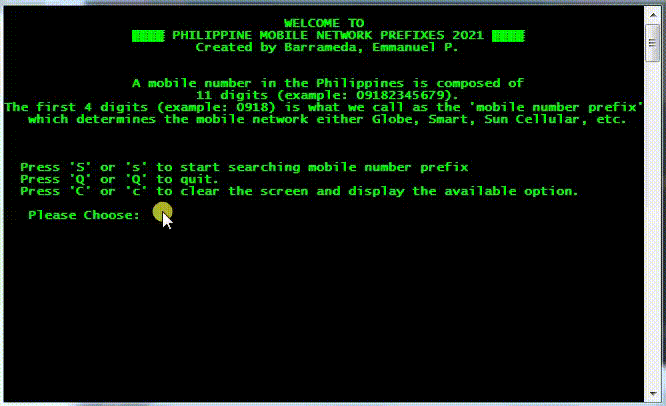 WELCOME TO
▓▓▓▓ PHILIPPINE MOBILE NETWORK PREFIXES 2021 ▓▓▓▓
Created by Barrameda, Emmanuel P.
A mobile number in the Philippines is composed of
11 digits (example: 09182345679).
The first 4 digits (example: 0918) is what we call as the 'mobile number prefix'
which determines the mobile network either Globe, Smart, Sun Cellular, etc.
Press 'S' or 's' to start searching mobile number prefix
Press 'Q' or 'Q' to quit.
Press 'C' or 'c' to clear the screen and display the available option.
Please Choose: